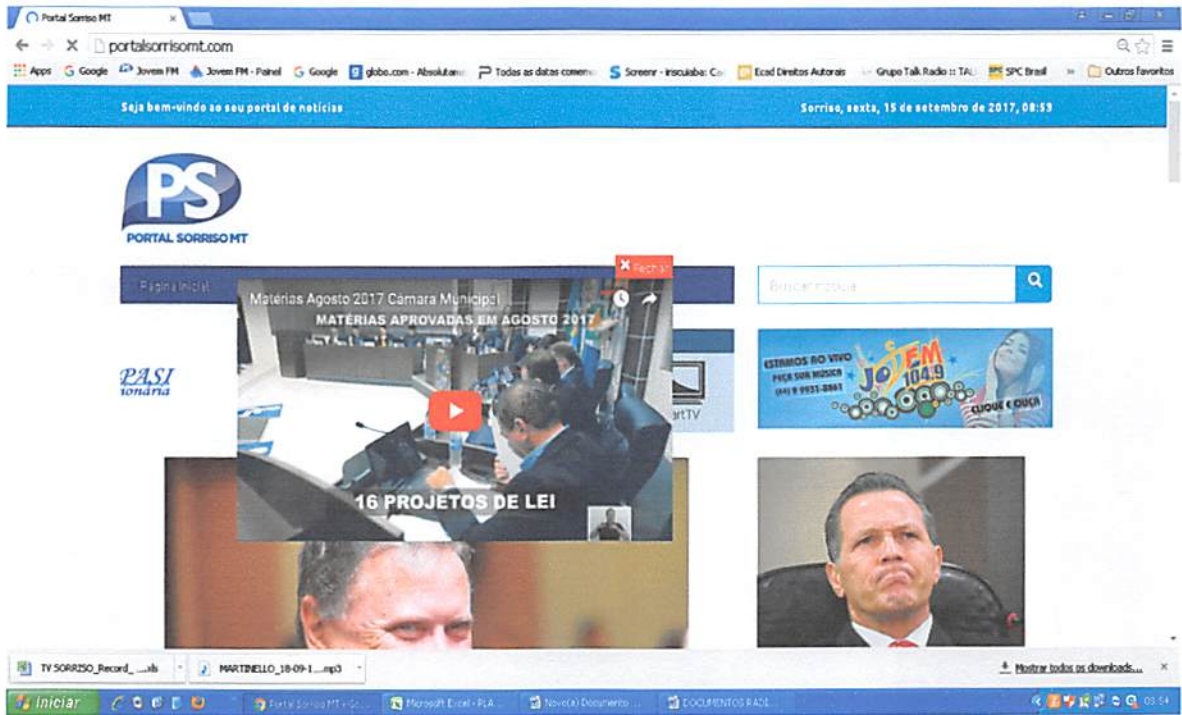 Portal Sorriso MT
portalsorrisomt.com
Apps Google Jovem FM Jovem FM - Painel Google globo.com - Absolutame Todas as datas comem Screenr - Ecad Direitos Autorais Grupo Talk Radio :: TAL SPC Brasil » Outros favoritos
Seja bem-vindo ao seu portal de notícias
Sorriso, sexta, 15 de setembro de 2017, 08:53
PS
PORTAL SORRISO MT
Fechar
Página Inicial
Buscar notícia
Matérias Agosto 2017 Câmara Municipal
MATÉRIAS APROVADAS EM AGOSTO 2017
16 PROJETOS DE LEI
PASI
ionária
artTV
ESTAMOS AO VIVO
PEÇA SUA MÚSICA
JOVEM
104.9
CLIQUE E OUÇA
TV SORRISO_Record_....xls
MARTINELLO_18-09-1....mp3
Mostrar todos os downloads...
Iniciar
Portal Sorriso MT - Go...
Microsoft Excel - PLA...
Novo(a) Documento ...
DOCUMENTOS RADI...